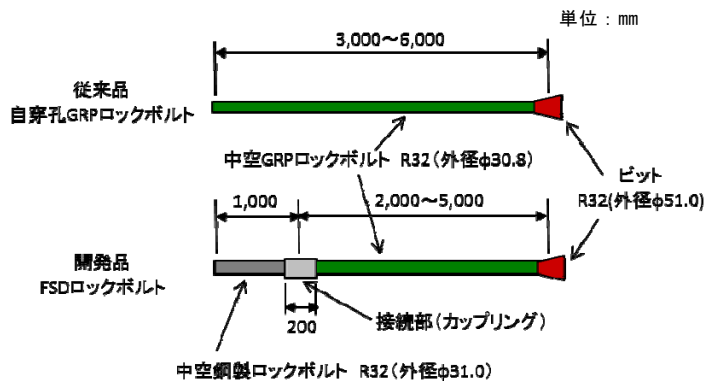 単位：mm
3,000～6,000
従来品
自穿孔GRPロックボルト
中空GRPロックボルト R32（外径φ30.8）
ビット
R32(外径φ51.0)
1,000
2,000～5,000
開発品
FSDロックボルト
200
接続部（カップリング）
中空鋼製ロックボルト R32（外径φ31.0）